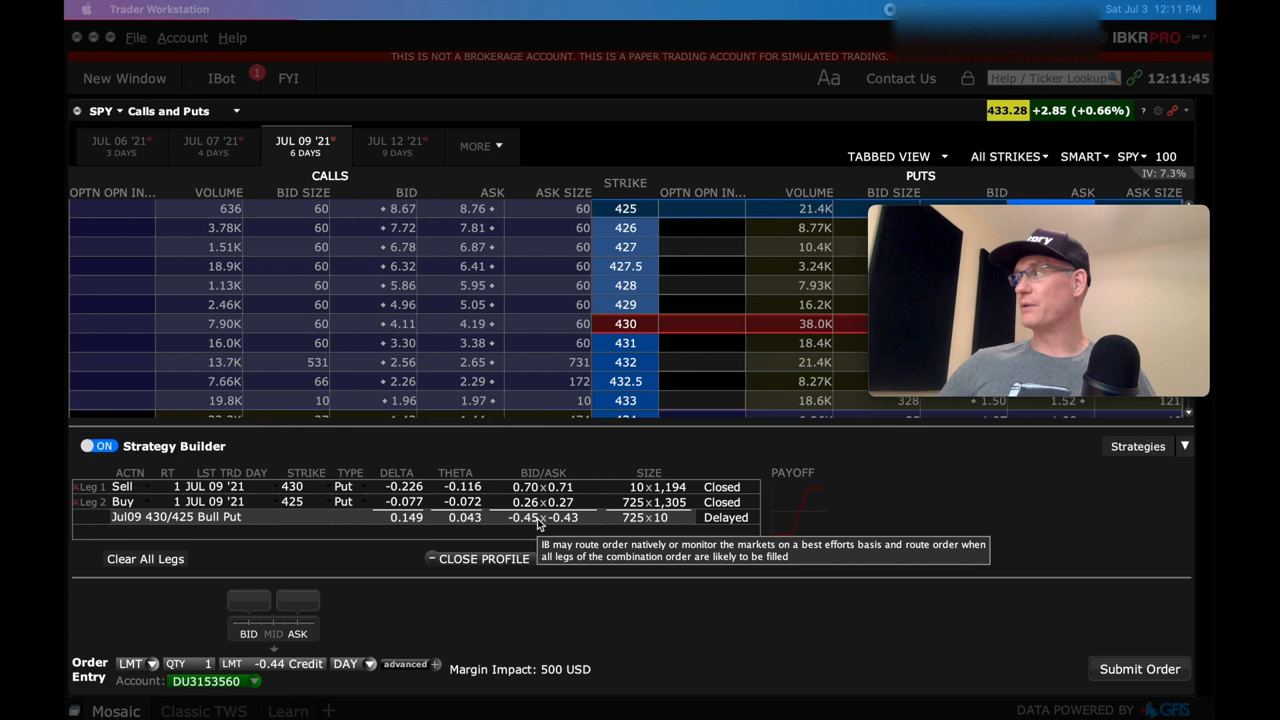 Trader Workstation Sat Jul 3 12:11 PM
File Account Help IBKRPRO
THIS IS NOT A BROKERAGE ACCOUNT. THIS IS A PAPER TRADING ACCOUNT FOR SIMULATED TRADING.
New Window IBot 1 FYI Aa Contact Us Help / Ticker Lookup 12:11:45
SPY Calls and Puts 433.28 +2.85 (+0.66%) ?
JUL 06 '21 JUL 07 '21 JUL 09 '21 JUL 12 '21 MORE
3 DAYS 4 DAYS 6 DAYS 9 DAYS
TABBED VIEW All STRIKES SMART SPY 100
CALLS PUTS IV: 7.3%
OPTN OPN IN... VOLUME BID SIZE BID ASK ASK SIZE STRIKE OPTN OPN IN... VOLUME BID SIZE BID ASK ASK SIZE
636 60 8.67 8.76 60 425 21.4K
3.78K 60 7.72 7.81 60 426 8.77K
1.51K 60 6.78 6.87 60 427 10.4K
18.9K 60 6.32 6.41 60 427.5 3.24K
1.13K 60 5.86 5.95 60 428 7.93K
2.46K 60 4.96 5.05 60 429 16.2K
7.90K 60 4.11 4.19 60 430 38.0K
16.0K 60 3.30 3.38 60 431 18.4K
13.7K 531 2.56 2.65 731 432 21.4K
7.66K 66 2.26 2.29 172 432.5 8.27K
19.8K 10 1.96 1.97 10 433 18.6K 328 1.50 1.52 121
ON Strategy Builder Strategies
ACTN RT LST TRD DAY STRIKE TYPE DELTA THETA BID/ASK SIZE PAYOFF
Leg 1 Sell 1 JUL 09 '21 430 Put -0.226 -0.116 0.70x0.71 10x1,194 Closed
Leg 2 Buy 1 JUL 09 '21 425 Put -0.077 -0.072 0.26x0.27 725x1,305 Closed
Jul09 430/425 Bull Put 0.149 0.043 -0.45x-0.43 725x10 Delayed
IB may route order natively or monitor the markets on a best efforts basis and route order when
all legs of the combination order are likely to be filled
Clear All Legs CLOSE PROFILE
BID MID ASK
Order LMT QTY 1 LMT -0.44 Credit DAY advanced + Margin Impact: 500 USD Submit Order
Entry Account: DU3153560
Mosaic Classic TWS Learn + DATA POWERED BY GFIS